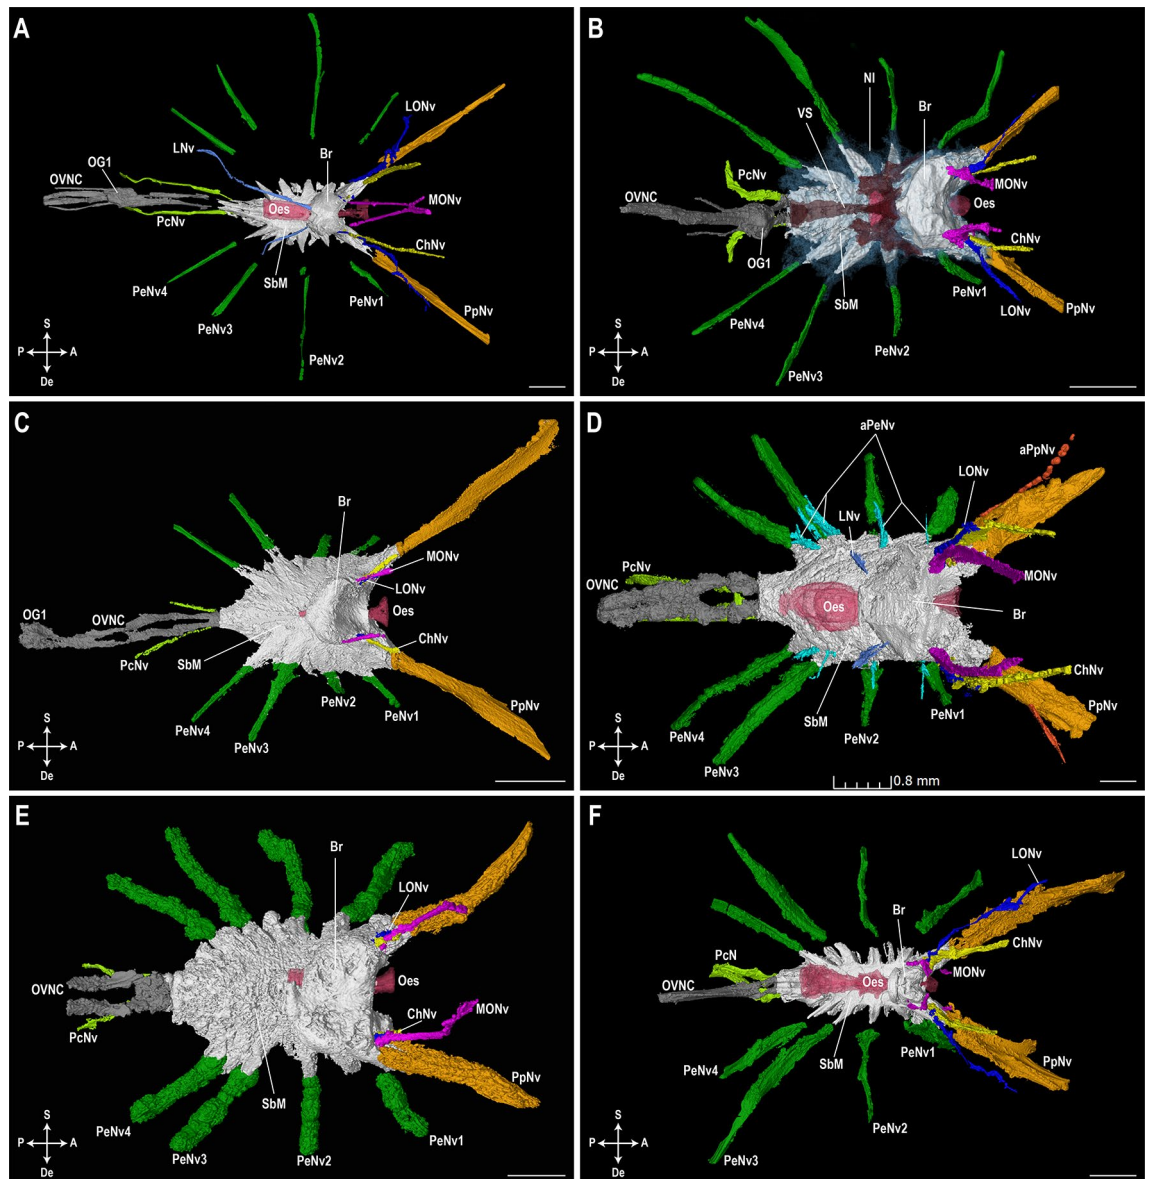 A
LONv
LNv
Br
OG1
OVNC
MONv
Oes
PcNv
ChNv
SbM
PeNv4
PeNv1
PeNv3
PpNv
PeNv2
S
P A
De
B
NI
VS
Br
PcNv
MONv
OVNC
Oes
ChNv
OG1
PeNv1
SbM
LONv
PpNv
PeNv4
PeNv2
PeNv3
S
P A
De
C
Br
MONv
LONv
OG1
OVNC
Oes
ChNv
PcNv
SbM
PeNv2
PpNv
PeNv1
PeNv4
PeNv3
S
P A
De
D
aPeNv
aPpNv
LONv
LNv
PcNv
OVNC
MONv
Oes
Br
ChNv
PpNv
PeNv1
SbM
PeNv4
PeNv2
PeNv3
0.8 mm
S
P A
De
E
Br
LONv
OVNC
Oes
ChNv
MONv
PcNv
PpNv
SbM
PeNv4
PeNv1
PeNv3
PeNv2
S
P A
De
F
LONv
Br
ChNv
PcN
MONv
OVNC
Oes
PeNv1
SbM
PpNv
PeNv4
PeNv2
PeNv3
S
P A
De